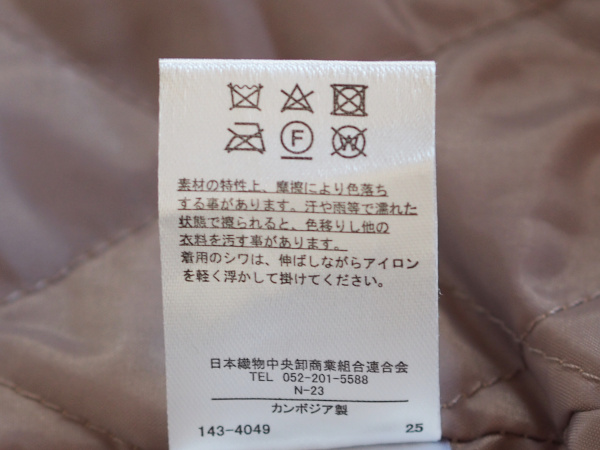 F W
素材の特性上、摩擦により色落ち
する事があります。汗や雨等で濡れた
状態で擦られると、色移りし他の
衣料を汚す事があります。
着用のシワは、伸ばしながらアイロン
を軽く浮かして掛けてください。
日本織物中央卸商業組合連合会
TEL 052-201-5588
N-23
カンボジア製
143-4049 25